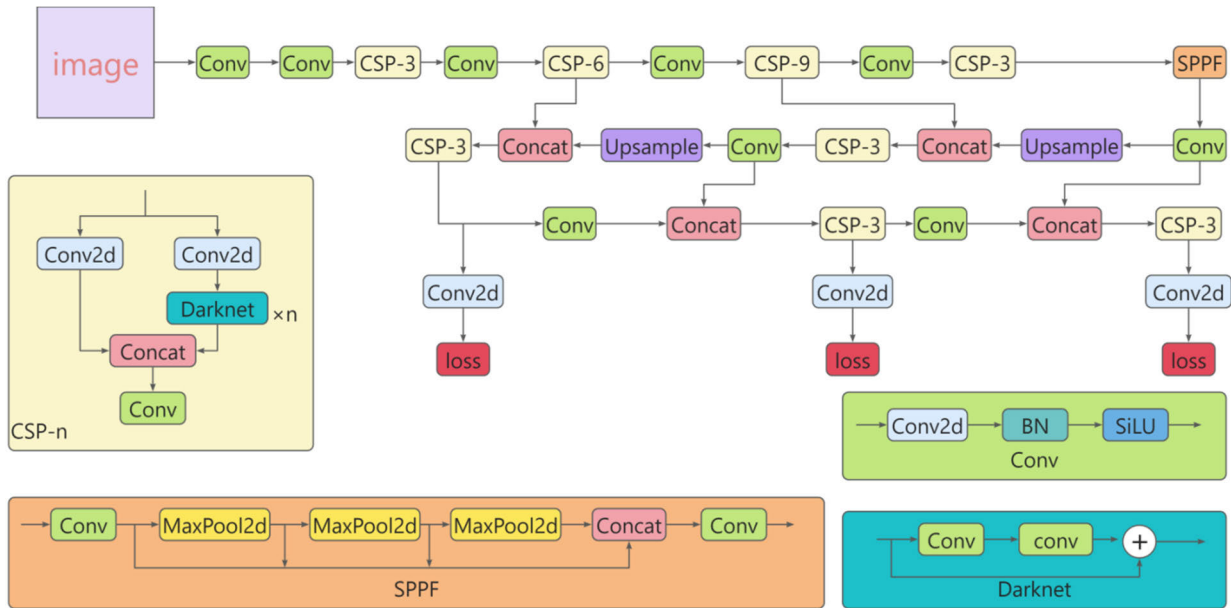 image
Conv
Conv
CSP-3
Conv
CSP-6
Conv
CSP-9
Conv
CSP-3
SPPF
CSP-3
Concat
Upsample
Conv
CSP-3
Concat
Upsample
Conv
Conv
Concat
CSP-3
Conv
Concat
CSP-3
Conv2d
Conv2d
Conv2d
loss
loss
loss
Conv2d
Conv2d
Darknet
×n
Concat
Conv
CSP-n
Conv2d
BN
SiLU
Conv
Conv
MaxPool2d
MaxPool2d
MaxPool2d
Concat
Conv
SPPF
Conv
conv
+
Darknet